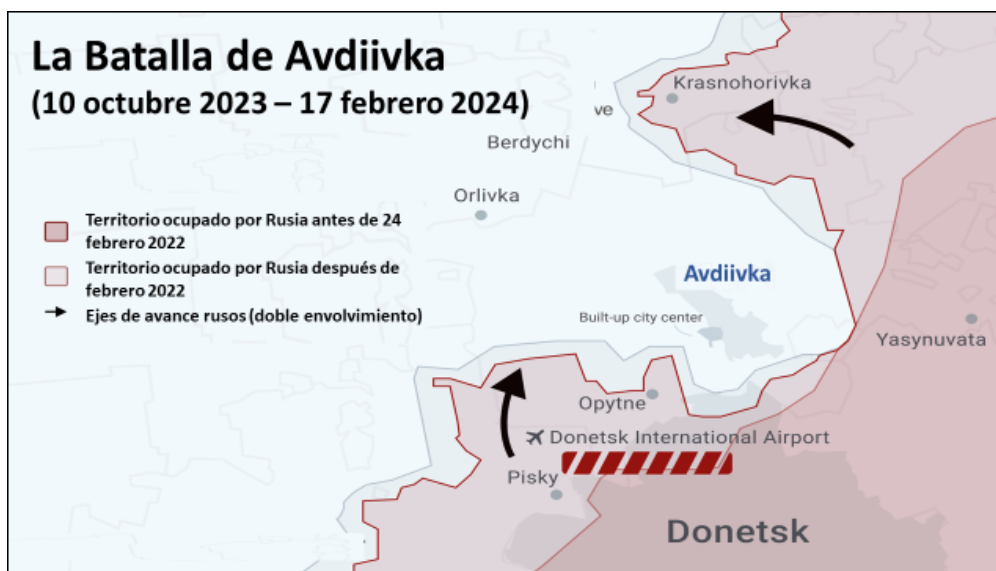 La Batalla de Avdiivka
(10 octubre 2023 – 17 febrero 2024)
Krasnohorivka
ve
Berdychi
Orlivka
Territorio ocupado por Rusia antes de 24
febrero 2022
Territorio ocupado por Rusia después de
febrero 2022
Ejes de avance rusos (doble envolvimiento)
Avdiivka
Built-up city center
Yasynuvata
Opytne
Donetsk International Airport
Pisky
Donetsk